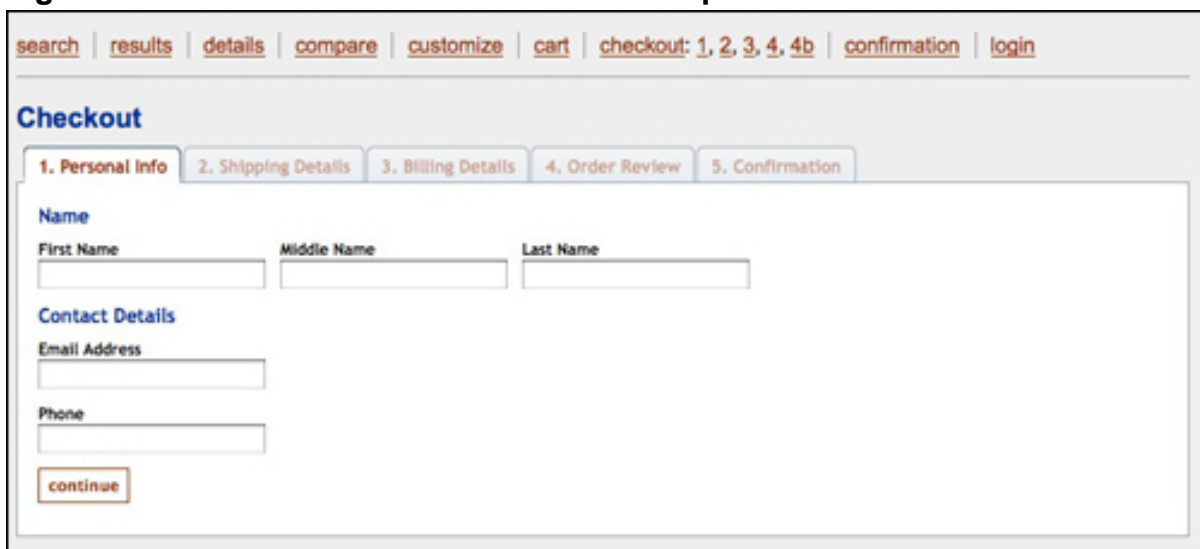 search | results | details | compare | customize | cart | checkout: 1, 2, 3, 4, 4b | confirmation | login
Checkout
1. Personal Info 2. Shipping Details 3. Billing Details 4. Order Review 5. Confirmation
Name
First Name Middle Name Last Name
Contact Details
Email Address
Phone
continue